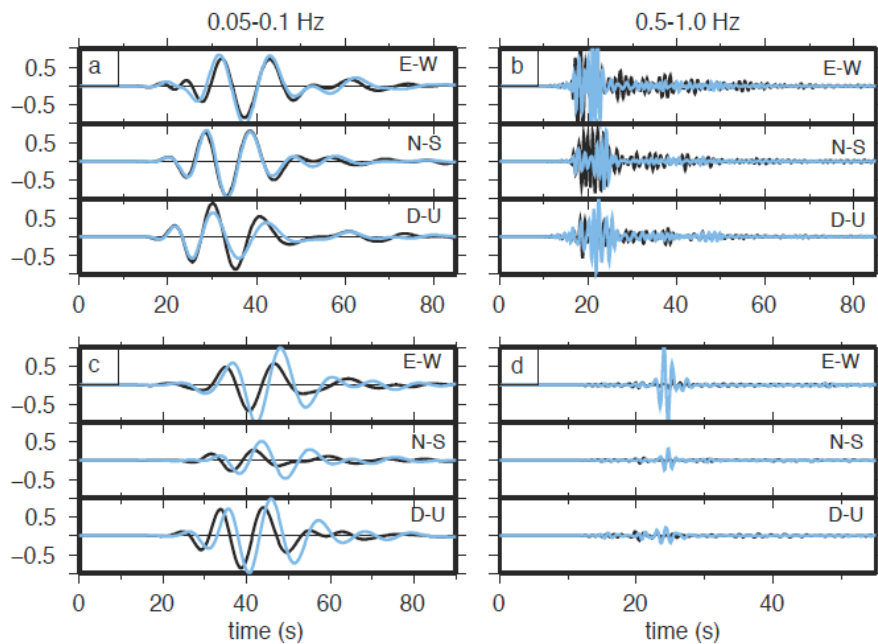 0.05-0.1 Hz 0.5-1.0 Hz
a E-W b E-W
0.5
−0.5
N-S N-S
0.5
−0.5
D-U D-U
0.5
−0.5
0 20 40 60 80 0 20 40 60 80
c E-W d E-W
0.5
−0.5
N-S N-S
0.5
−0.5
D-U D-U
0.5
−0.5
0 20 40 60 80 0 20 40
time (s) time (s)